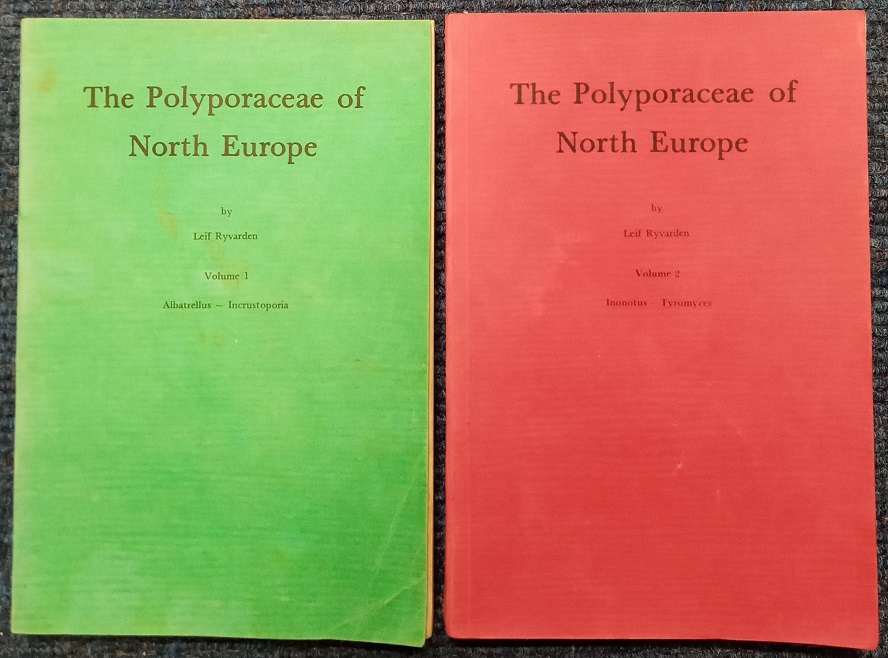 The Polyporaceae of
North Europe
by
Leif Ryvarden
Volume 1
Albatrellus — Incrustoporia
The Polyporaceae of
North Europe
by
Leif Ryvarden
Volume 2
Inonotus – Tyromyces